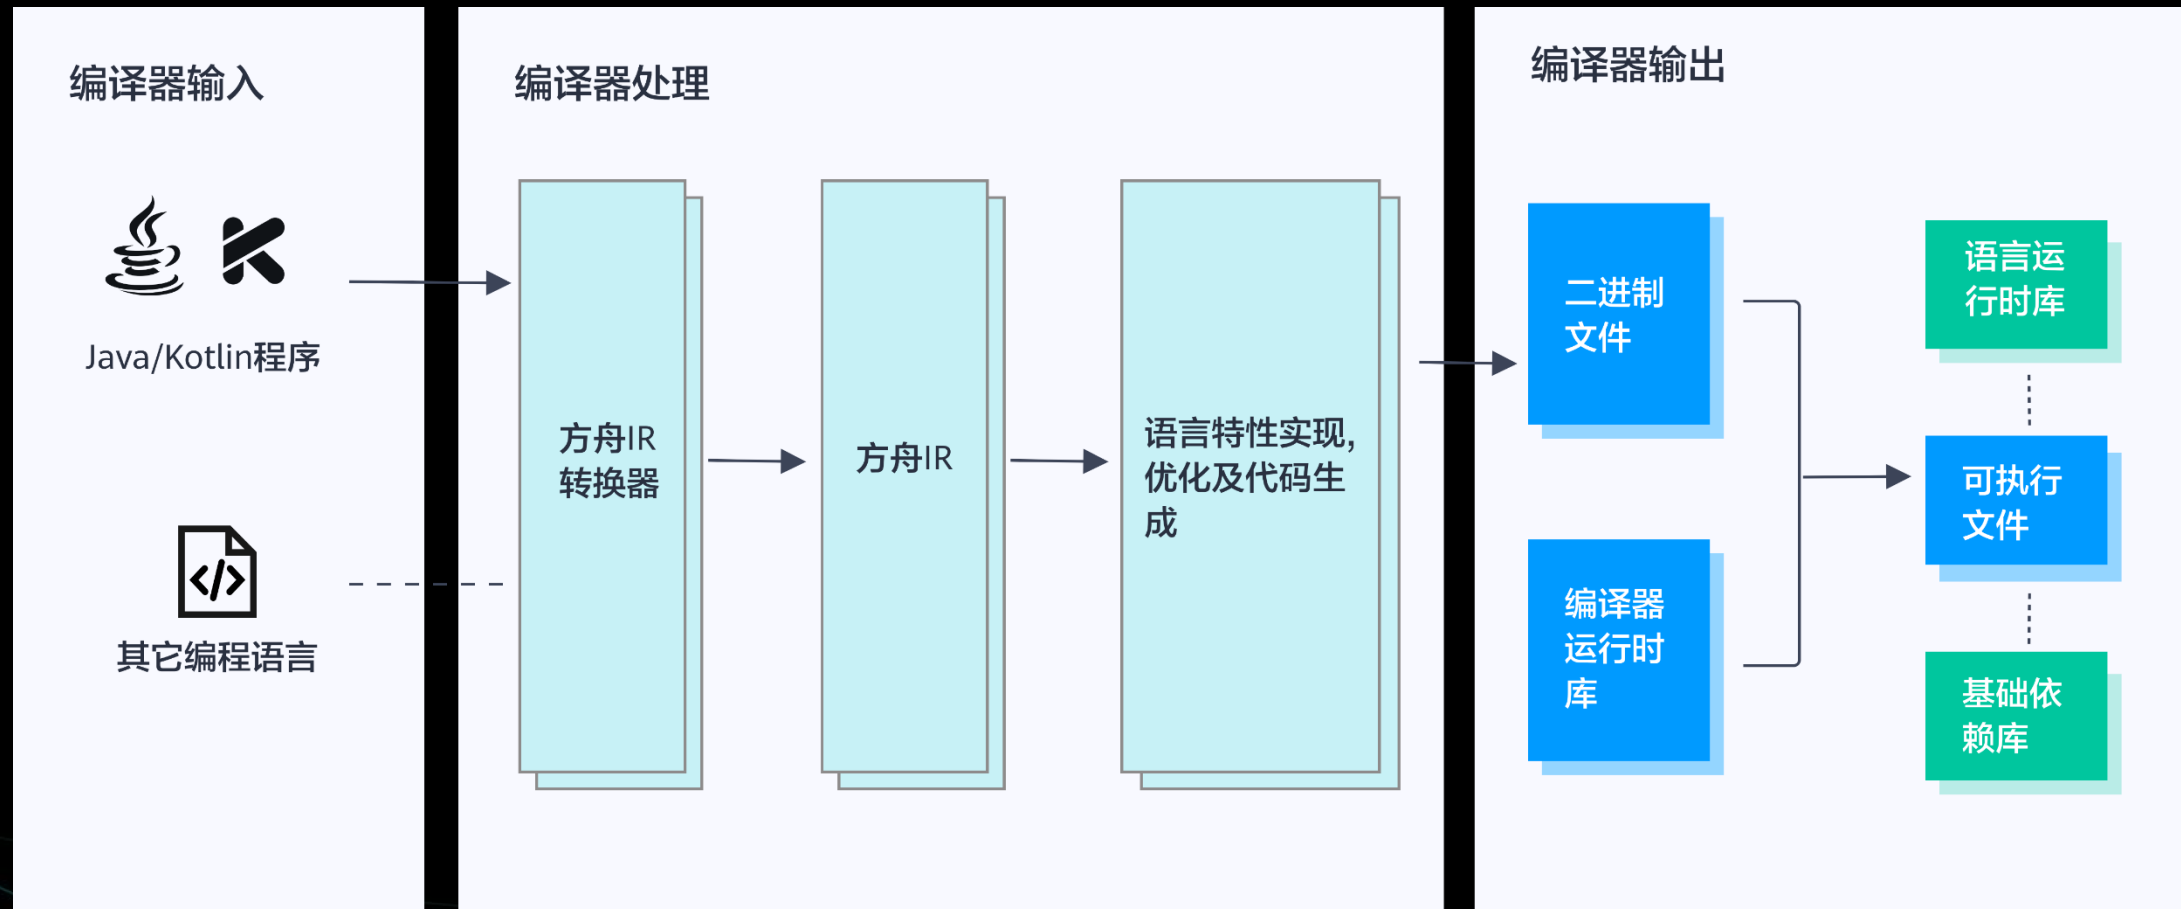 编译器输入
Java/Kotlin程序
其它编程语言
编译器处理
方舟IR
转换器
方舟IR
语言特性实现,
优化及代码生
成
编译器输出
二进制
文件
编译器
运行时
库
语言运
行时库
可执行
文件
基础依
赖库